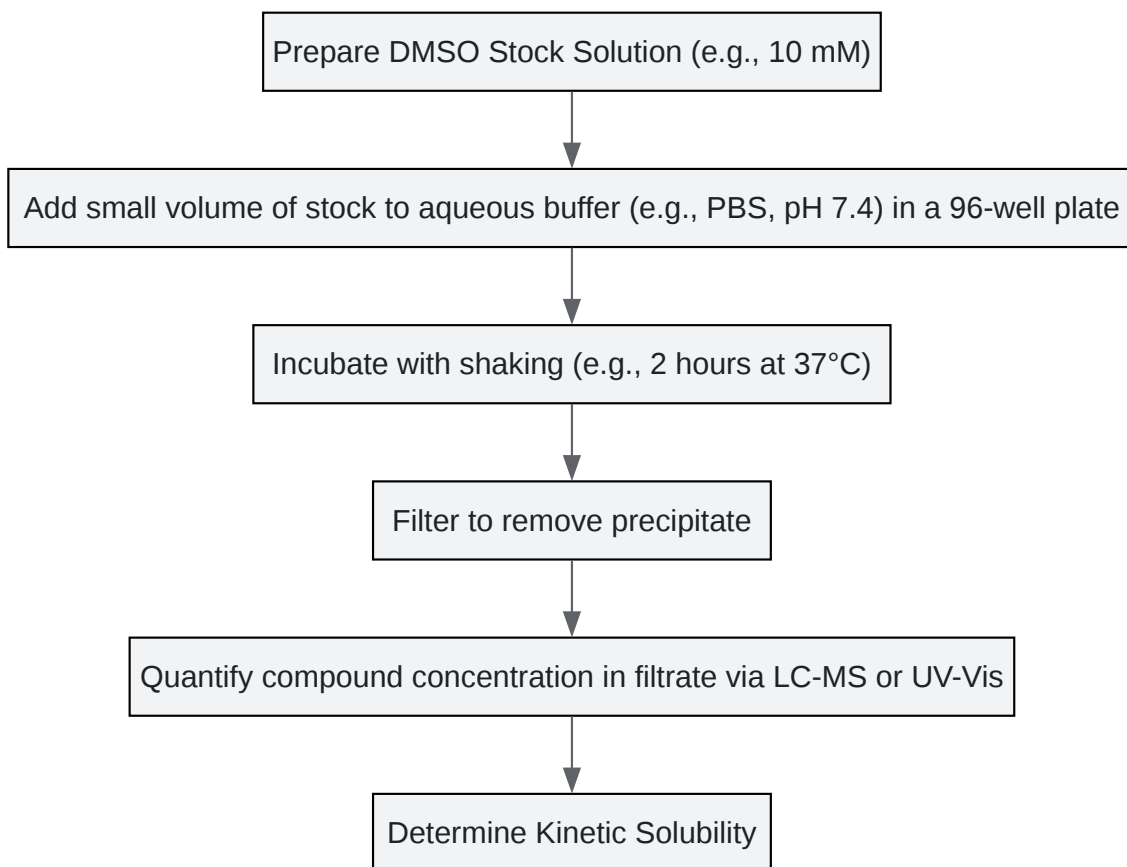 Prepare DMSO Stock Solution (e.g., 10 mM)
Add small volume of stock to aqueous buffer (e.g., PBS, pH 7.4) in a 96-well plate
Incubate with shaking (e.g., 2 hours at 37°C)
Filter to remove precipitate
Quantify compound concentration in filtrate via LC-MS or UV-Vis
Determine Kinetic Solubility